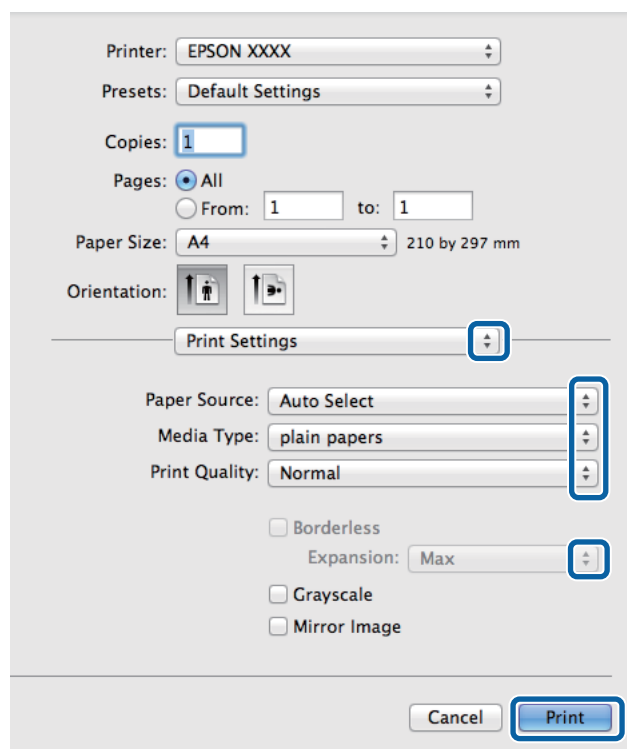 Printer: EPSON XXXX
Presets: Default Settings
Copies: 1
Pages: All
From: 1 to: 1
Paper Size: A4 210 by 297 mm
Orientation:
Print Settings
Paper Source: Auto Select
Media Type: plain papers
Print Quality: Normal
Borderless
Expansion: Max
Grayscale
Mirror Image
Cancel Print